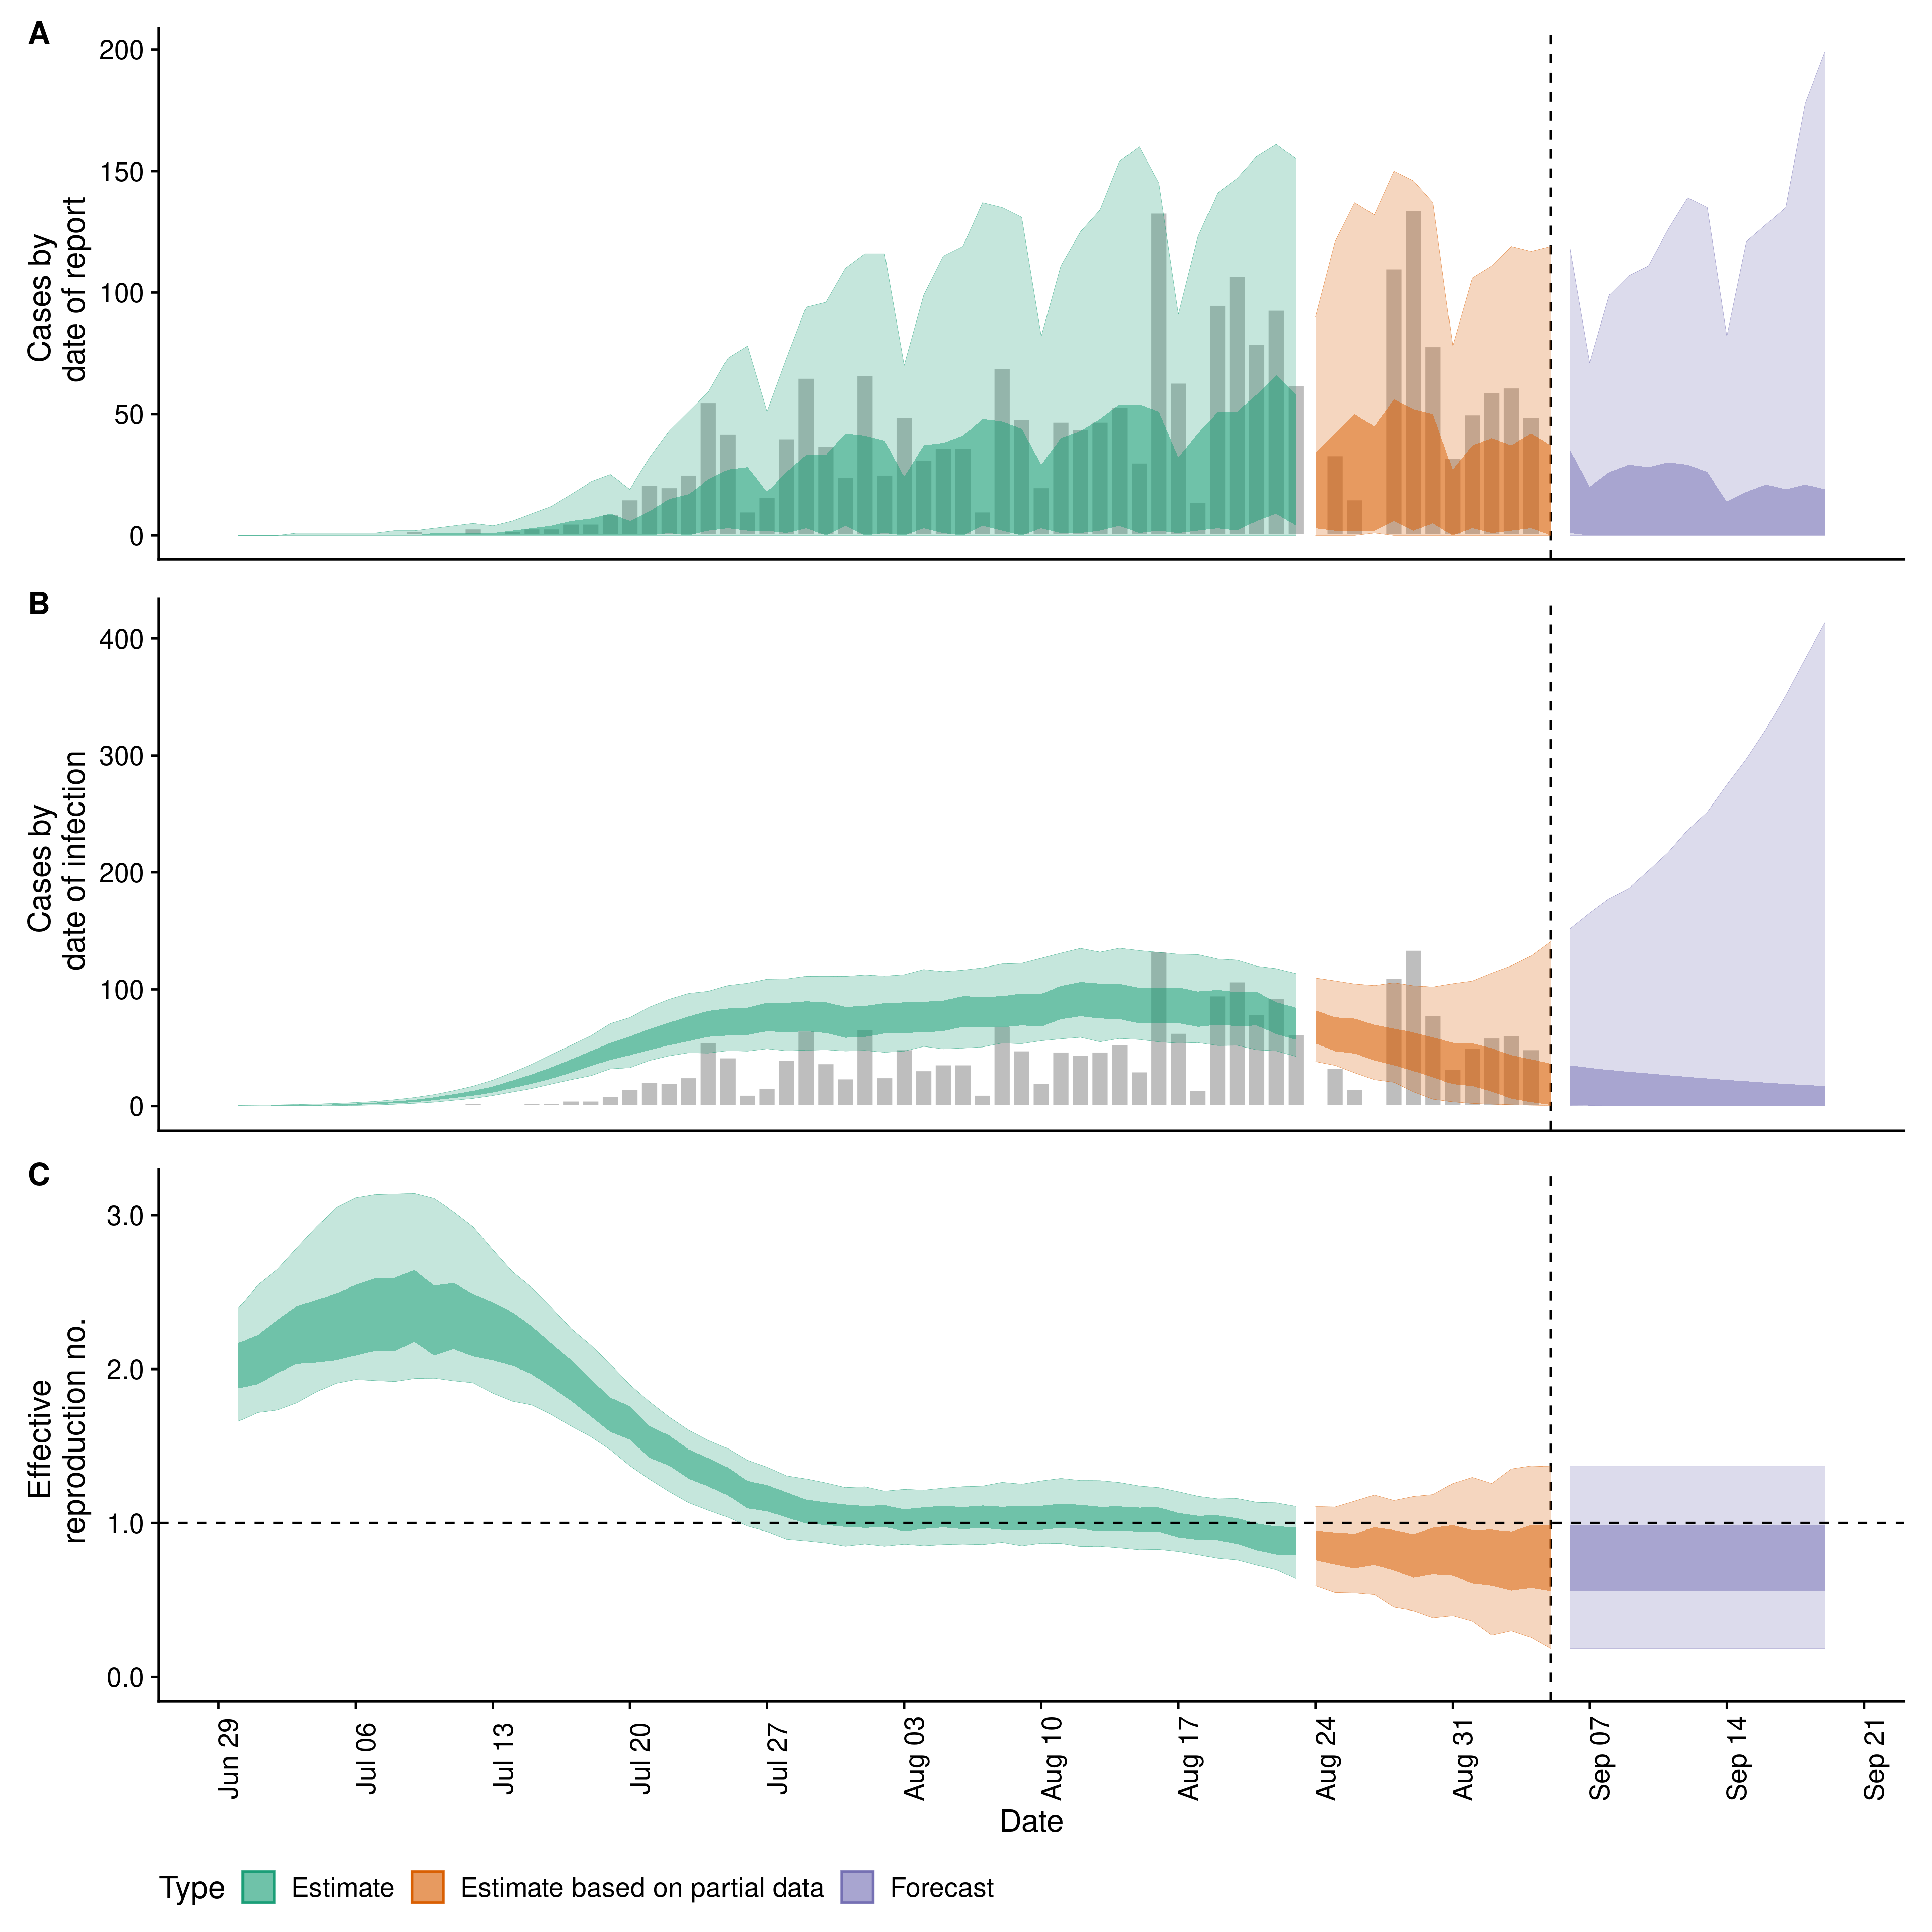 A
200
150
100
50
0
Cases by
date of report
B
400
300
200
100
0
Cases by
date of infection
C
3.0
2.0
1.0
0.0
Effective
reproduction no.
Jun 29
Jul 06
Jul 13
Jul 20
Jul 27
Aug 03
Aug 10
Aug 17
Aug 24
Aug 31
Sep 07
Sep 14
Sep 21
Date
Type Estimate Estimate based on partial data Forecast